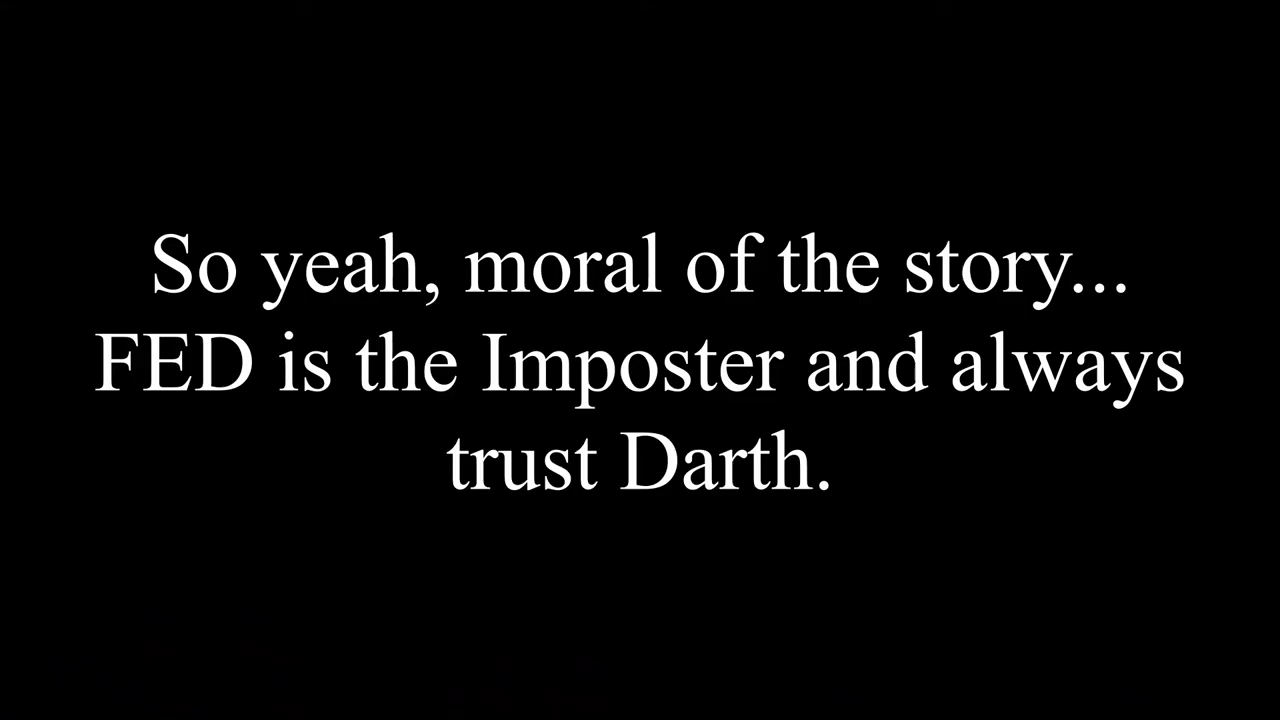 So yeah, moral of the story...
FED is the Imposter and always
trust Darth.